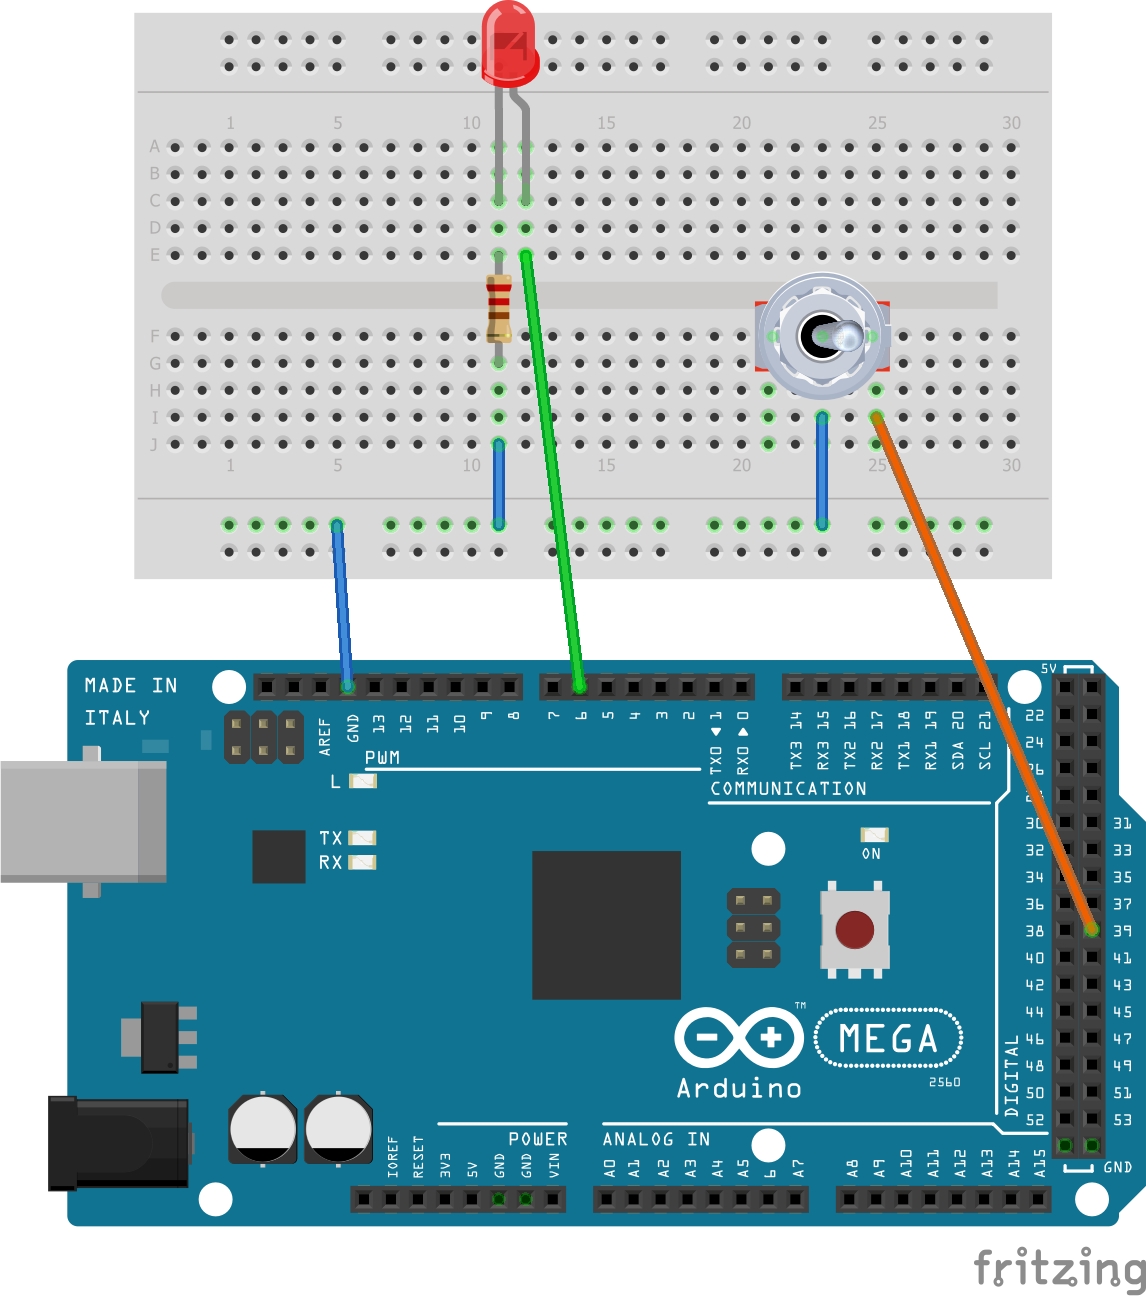 1 5 10 15 20 25 30
A
B
C
D
E
F
G
H
I
J
1 5 10 15 20 25 30
MADE IN
ITALY
AREF GND 13 12 11 10 9 8
7 6 5 4 3 2 TX0 1 RX0 0
TX3 14 RX3 15 TX2 16 RX2 17 TX1 18 RX1 19 SDA 20 SCL 21
5V
22
24
26
30 31
32 33
34 35
36 37
38 39
40 41
42 43
44 45
46 47
48 49
50 51
52 53
GND
DIGITAL
L
PWM
COMMUNICATION
TX
RX
ON
TM
MEGA
Arduino
2560
POWER
ANALOG IN
IOREF RESET 3V3 5V GND GND VIN
A0 A1 A2 A3 A4 A5 A7
A8 A9 A10 A11 A12 A13 A14 A15
fritzing